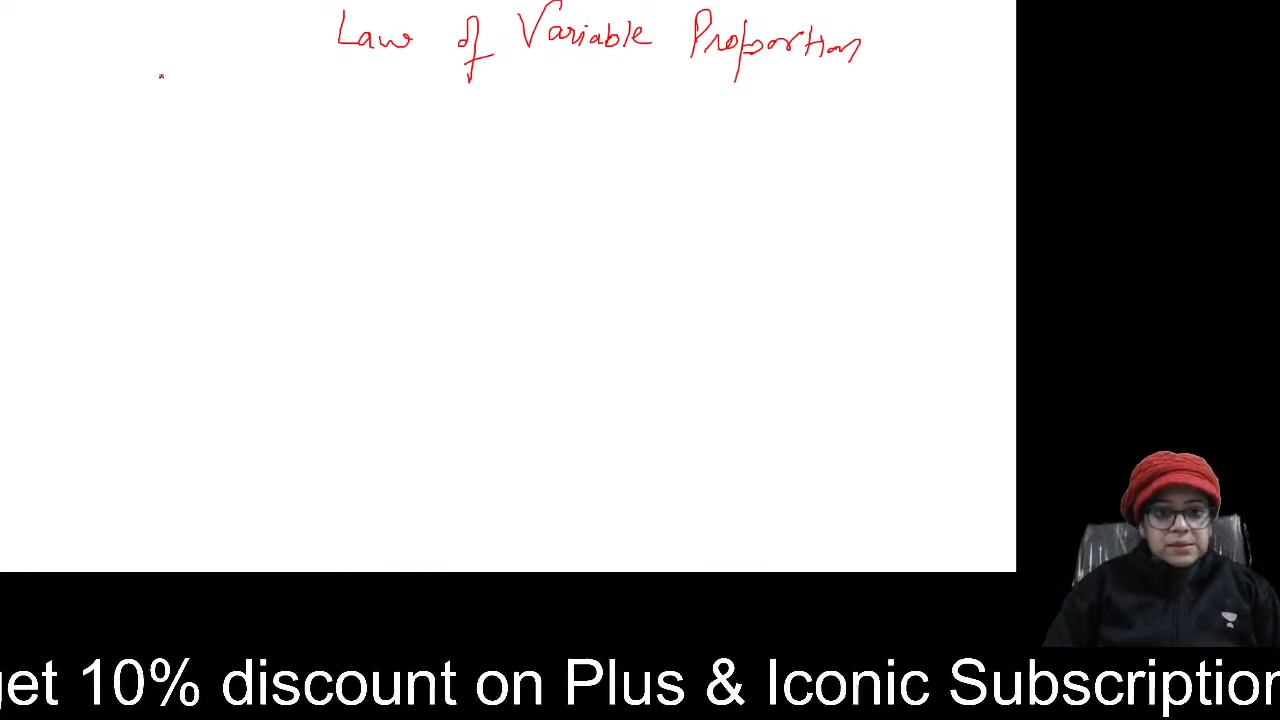 Law of Variable Proportion
get 10% discount on Plus & Iconic Subscription